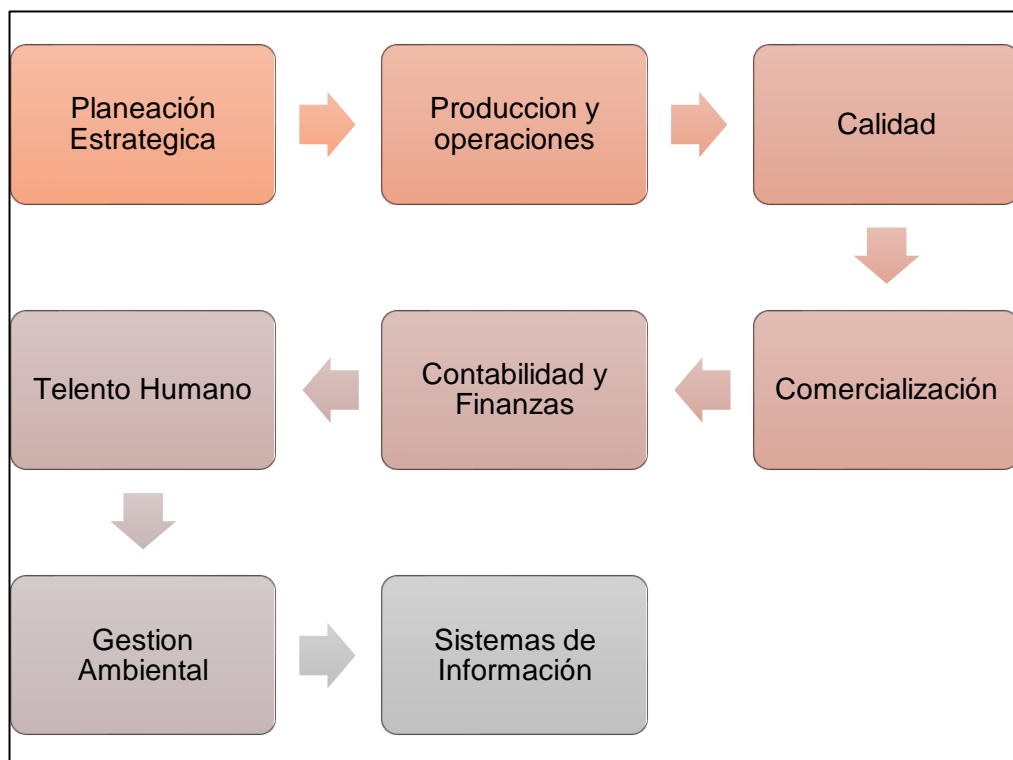 Planeación
Estrategica
Produccion y
operaciones
Calidad
Comercialización
Contabilidad y
Finanzas
Telento Humano
Gestion
Ambiental
Sistemas de
Información